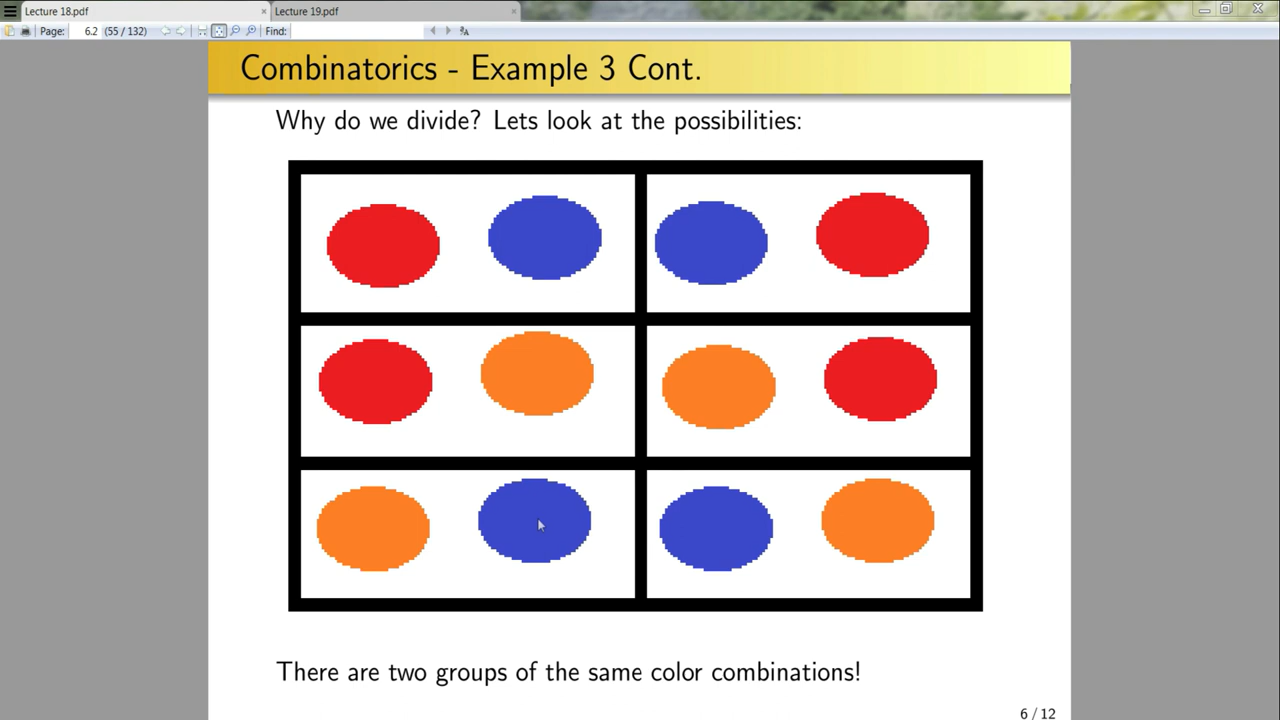 Lecture 18.pdf
Lecture 19.pdf
Page: 6.2 (55 / 132) Find:
Combinatorics - Example 3 Cont.
Why do we divide? Lets look at the possibilities:
There are two groups of the same color combinations!
6 / 12